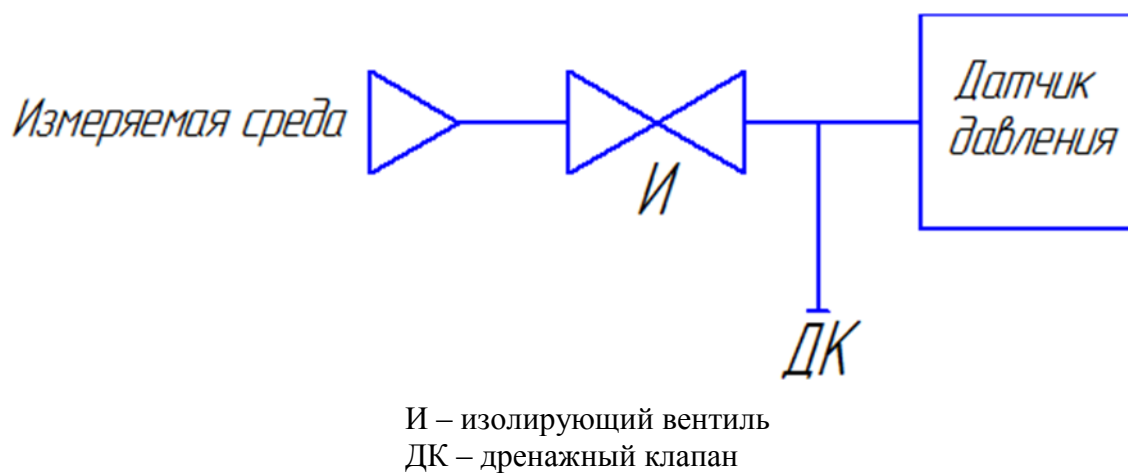 Измеряемая среда
И
Датчик
давления
ДК
И – изолирующий вентиль
ДК – дренажный клапан